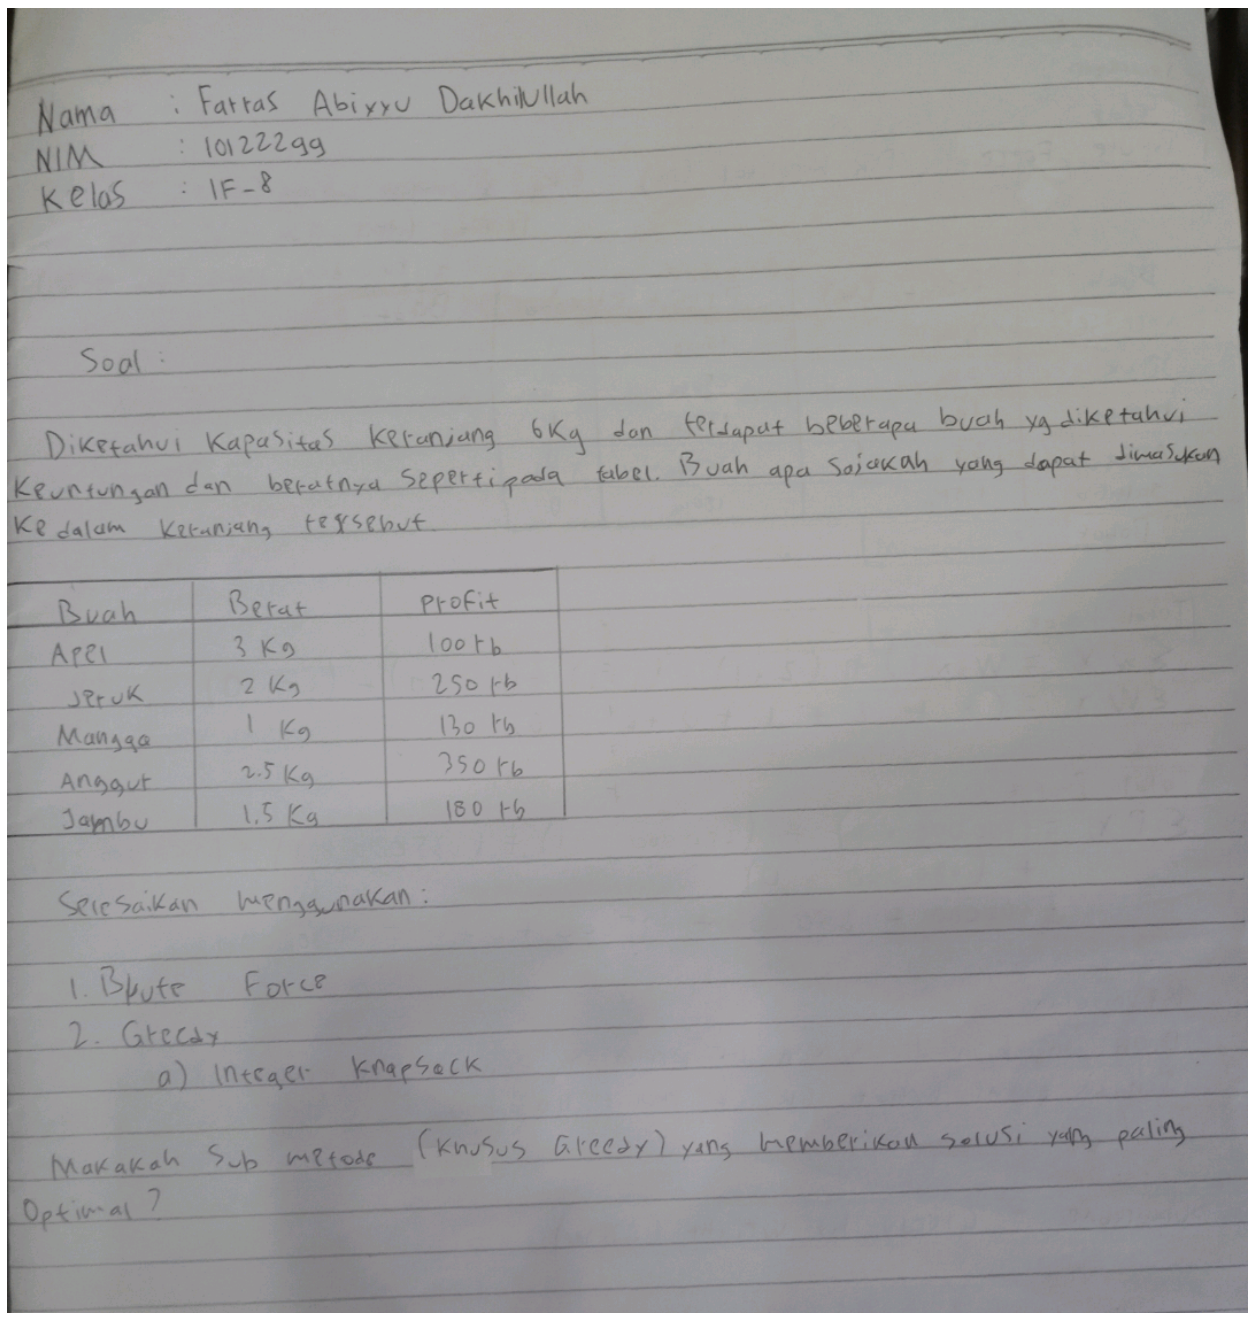 Nama : Farras Abixxu Dakhilullah
NIM : 10122299
Kelas : IF-8
Soal :
Diketahui Kapasitas Keranjang 6Kg dan terdapat beberapa buah yg diketahui
Keuntungan dan beratnya seperti pada tabel. Buah apa sajakah yang dapat dimasukan
Ke dalam Keranjang tersebut
Buah Berat Profit
Apel 3 Kg 100 rb
Jeruk 2 Kg 250 rb
Mangga 1 Kg 130 rb
Anggur 2.5 Kg 350 rb
Jambu 1.5 Kg 180 rb
Selesaikan menggunakan :
1. Brute Force
2. Greedy
a) Integer Knapsack
Makakah Sub metode (Khusus Greedy) yang memberikan solusi yang paling
Optimal ?